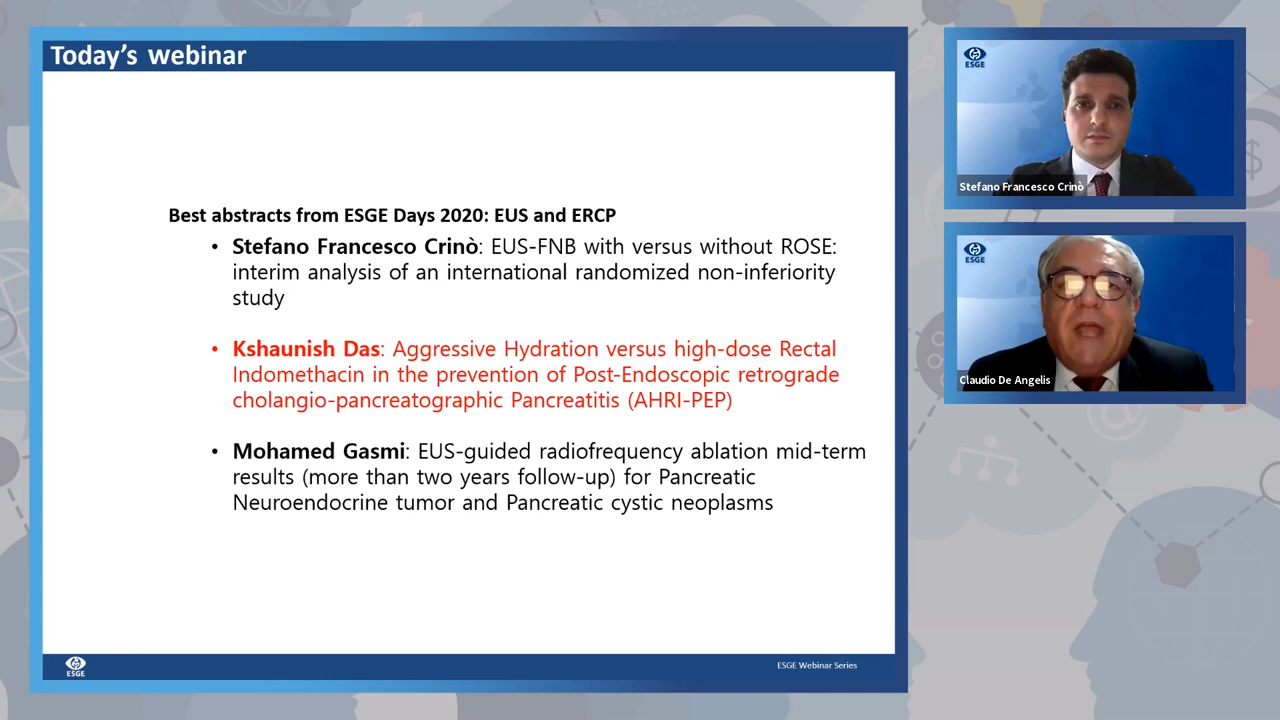 Today's webinar
Best abstracts from ESGE Days 2020: EUS and ERCP
• Stefano Francesco Crinò: EUS-FNB with versus without ROSE:
interim analysis of an international randomized non-inferiority
study
• Kshaunish Das: Aggressive Hydration versus high-dose Rectal
Indomethacin in the prevention of Post-Endoscopic retrograde
cholangio-pancreatographic Pancreatitis (AHRI-PEP)
• Mohamed Gasmi: EUS-guided radiofrequency ablation mid-term
results (more than two years follow-up) for Pancreatic
Neuroendocrine tumor and Pancreatic cystic neoplasms
ESGE
ESGE Webinar Series
ESGE
Stefano Francesco Crinò
ESGE
Claudio De Angelis